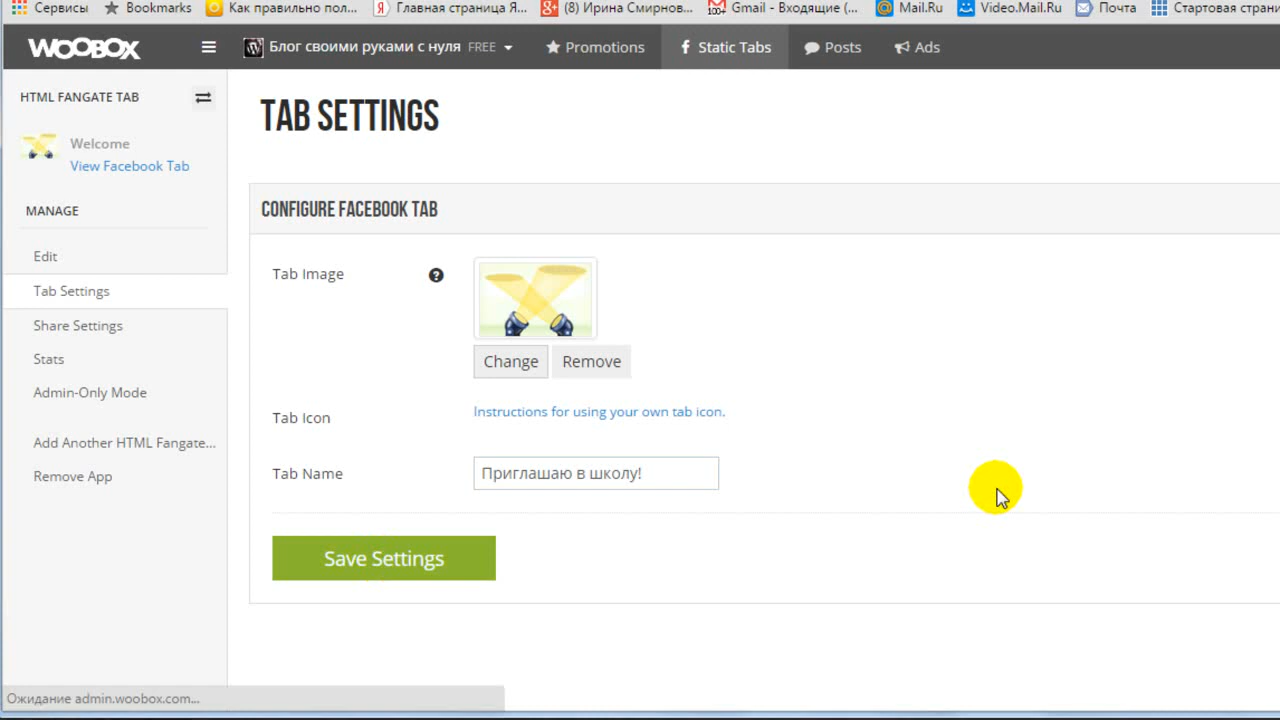 Сервисы Bookmarks Как правильно пол... Главная страница Я... (8) Ирина Смирнов... Gmail - Входящие (... Mail.Ru Video.Mail.Ru Почта Стартовая страни
WOOBOX Блог своими руками с нуля FREE Promotions Static Tabs Posts Ads
HTML FANGATE TAB
Welcome
View Facebook Tab
MANAGE
Edit
Tab Settings
Share Settings
Stats
Admin-Only Mode
Add Another HTML Fangate...
Remove App
TAB SETTINGS
CONFIGURE FACEBOOK TAB
Tab Image
Change Remove
Tab Icon Instructions for using your own tab icon.
Tab Name Приглашаю в школу!
Save Settings
Ожидание admin.woobox.com...